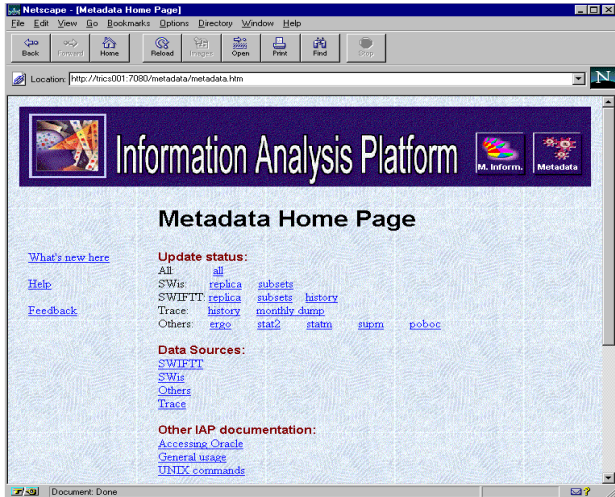 Netscape - [Metadata Home Page]
File Edit View Go Bookmarks Options Directory Window Help
Back Forward Home Reload Images Open Print Find Stop
Location: http://trics001:7080/metadata/metadata.htm
N
Information Analysis Platform
M. Inform. Metadata
Metadata Home Page
What's new here
Help
Feedback
Update status:
All: all
SWis: replica subsets
SWIFTT: replica subsets history
Trace: history monthly dump
Others: ergo stat2 statm supm poboc
Data Sources:
SWIFTT
SWis
Others
Trace
Other IAP documentation:
Accessing Oracle
General usage
UNIX commands
Document: Done